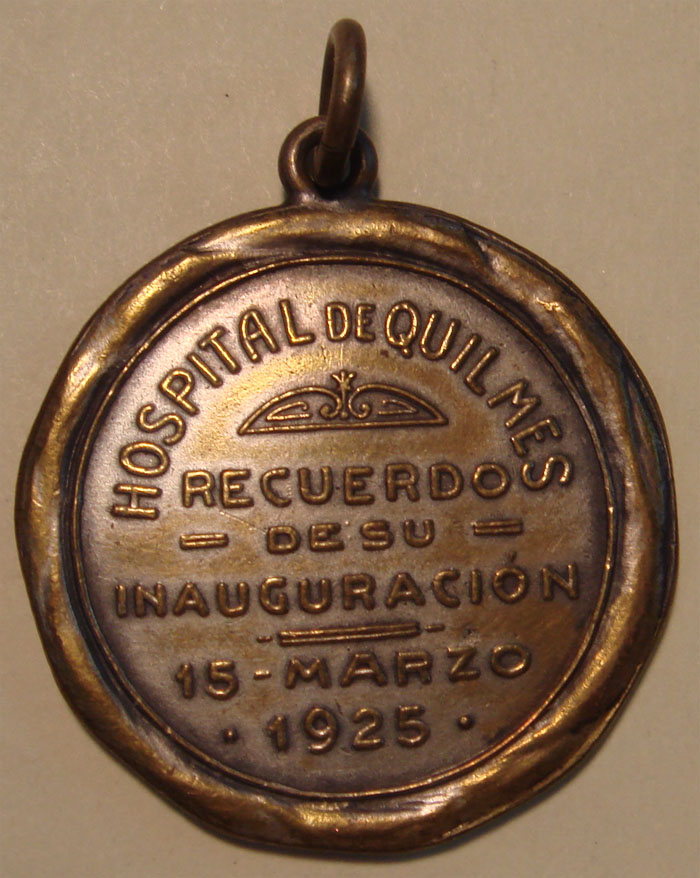 HOSPITAL DE QUILMES
RECUERDO
DE SU
INAUGURACIÓN
15-MARZO
· 1925 ·